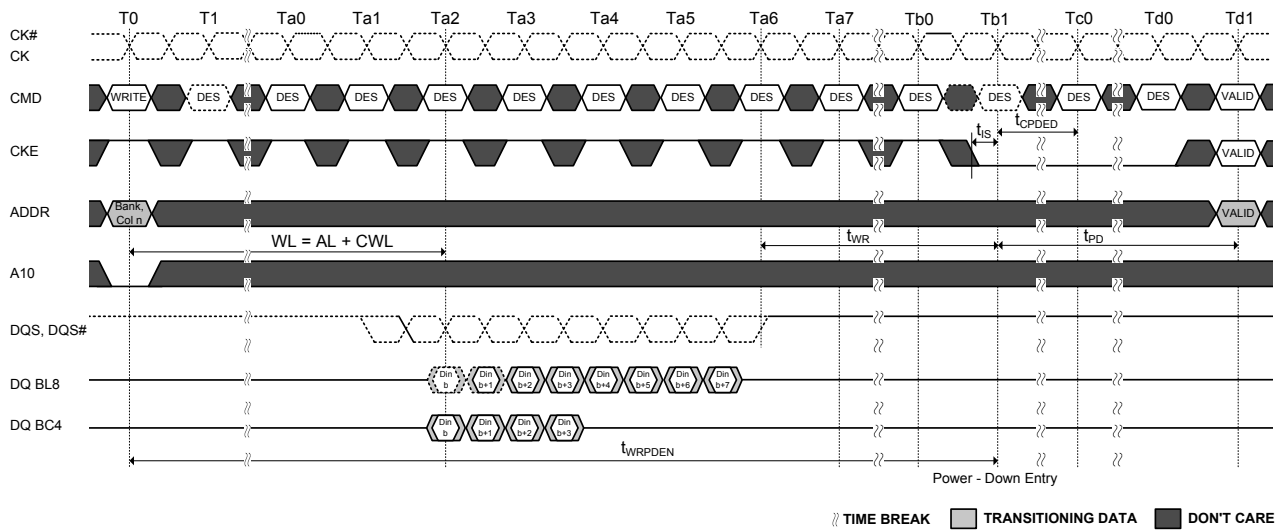 T0 T1 Ta0 Ta1 Ta2 Ta3 Ta4 Ta5 Ta6 Ta7 Tb0 Tb1 Tc0 Td0 Td1
CK#
CK
CMD WRITE DES DES DES DES DES DES DES DES DES DES DES DES DES VALID
tIS tCPDED
CKE VALID
ADDR Bank, Col n VALID
WL = AL + CWL tWR tPD
A10
DQS, DQS#
DQ BL8 Din b Din b+1 Din b+2 Din b+3 Din b+4 Din b+5 Din b+6 Din b+7
DQ BC4 Din b Din b+1 Din b+2 Din b+3
tWRPDEN
Power - Down Entry
TIME BREAK TRANSITIONING DATA DON'T CARE